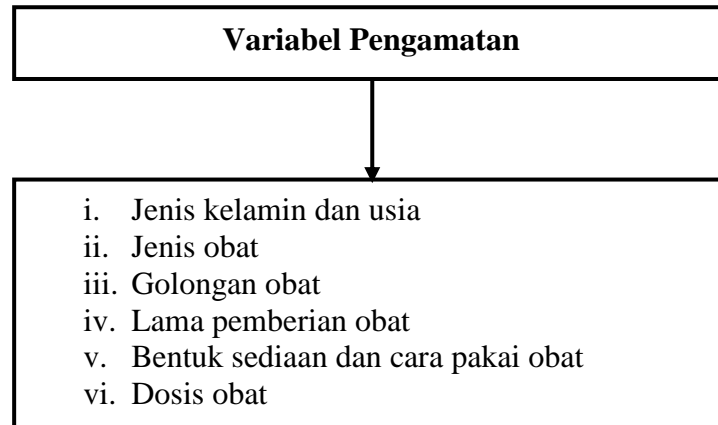 Variabel Pengamatan
i. Jenis kelamin dan usia
ii. Jenis obat
iii. Golongan obat
iv. Lama pemberian obat
v. Bentuk sediaan dan cara pakai obat
vi. Dosis obat